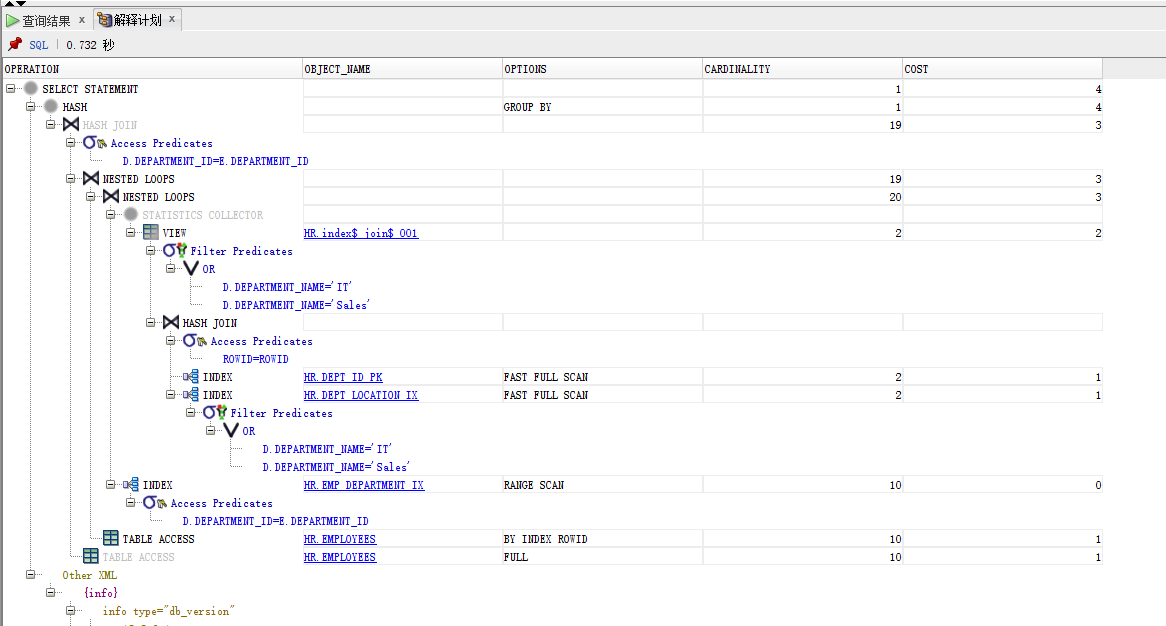 查询结果 x 解释计划 x
SQL | 0.732 秒
OPERATION OBJECT_NAME OPTIONS CARDINALITY COST
SELECT STATEMENT 1 4
HASH GROUP BY 1 4
HASH JOIN 19 3
Access Predicates
D.DEPARTMENT_ID=E.DEPARTMENT_ID
NESTED LOOPS 19 3
NESTED LOOPS 20 3
STATISTICS COLLECTOR
VIEW HR.index$_join$_001 2 2
Filter Predicates
OR
D.DEPARTMENT_NAME='IT'
D.DEPARTMENT_NAME='Sales'
HASH JOIN
Access Predicates
ROWID=ROWID
INDEX HR.DEPT_ID_PK FAST FULL SCAN 2 1
INDEX HR.DEPT_LOCATION_IX FAST FULL SCAN 2 1
Filter Predicates
OR
D.DEPARTMENT_NAME='IT'
D.DEPARTMENT_NAME='Sales'
INDEX HR.EMP_DEPARTMENT_IX RANGE SCAN 10 0
Access Predicates
D.DEPARTMENT_ID=E.DEPARTMENT_ID
TABLE ACCESS HR.EMPLOYEES BY INDEX ROWID 10 1
TABLE ACCESS HR.EMPLOYEES FULL 10 1
Other XML
{info}
info type="db_version"